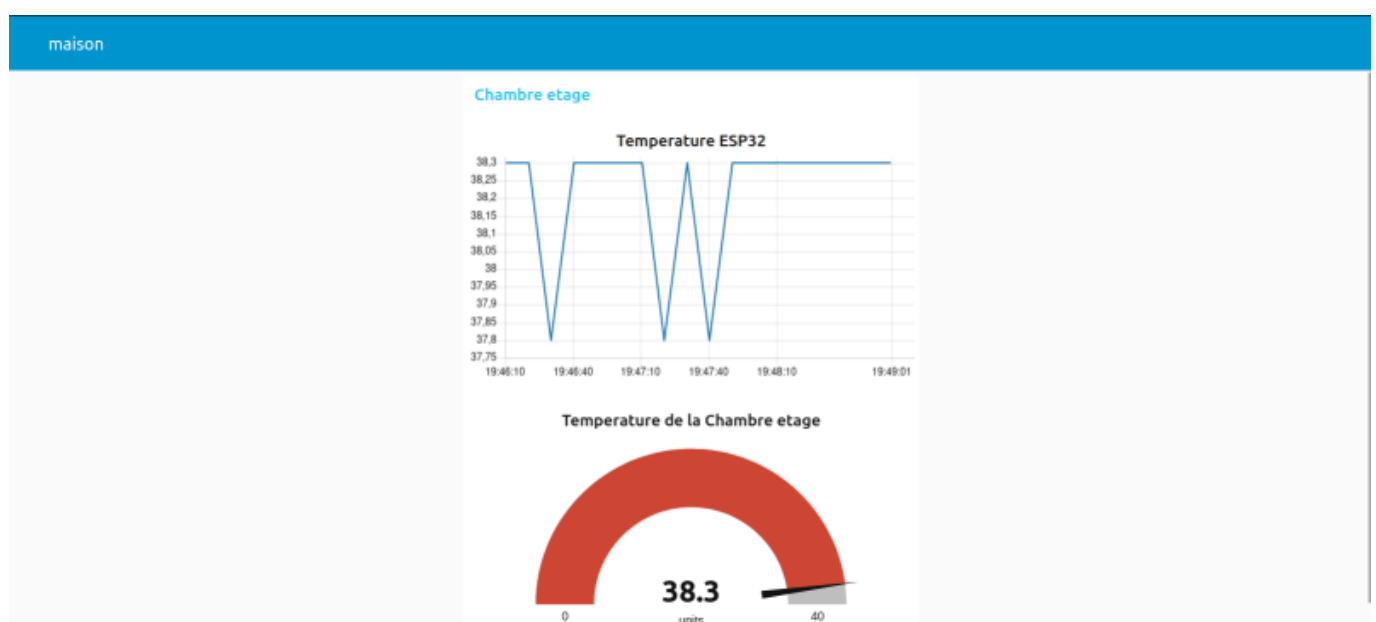 maison
Chambre etage
Temperature ESP32
38,3
38,25
38,2
38,15
38,1
38,05
38
37,95
37,9
37,85
37,8
37,75
19:46:10 19:46:40 19:47:10 19:47:40 19:48:10 19:49:01
Temperature de la Chambre etage
38.3
units
0 40